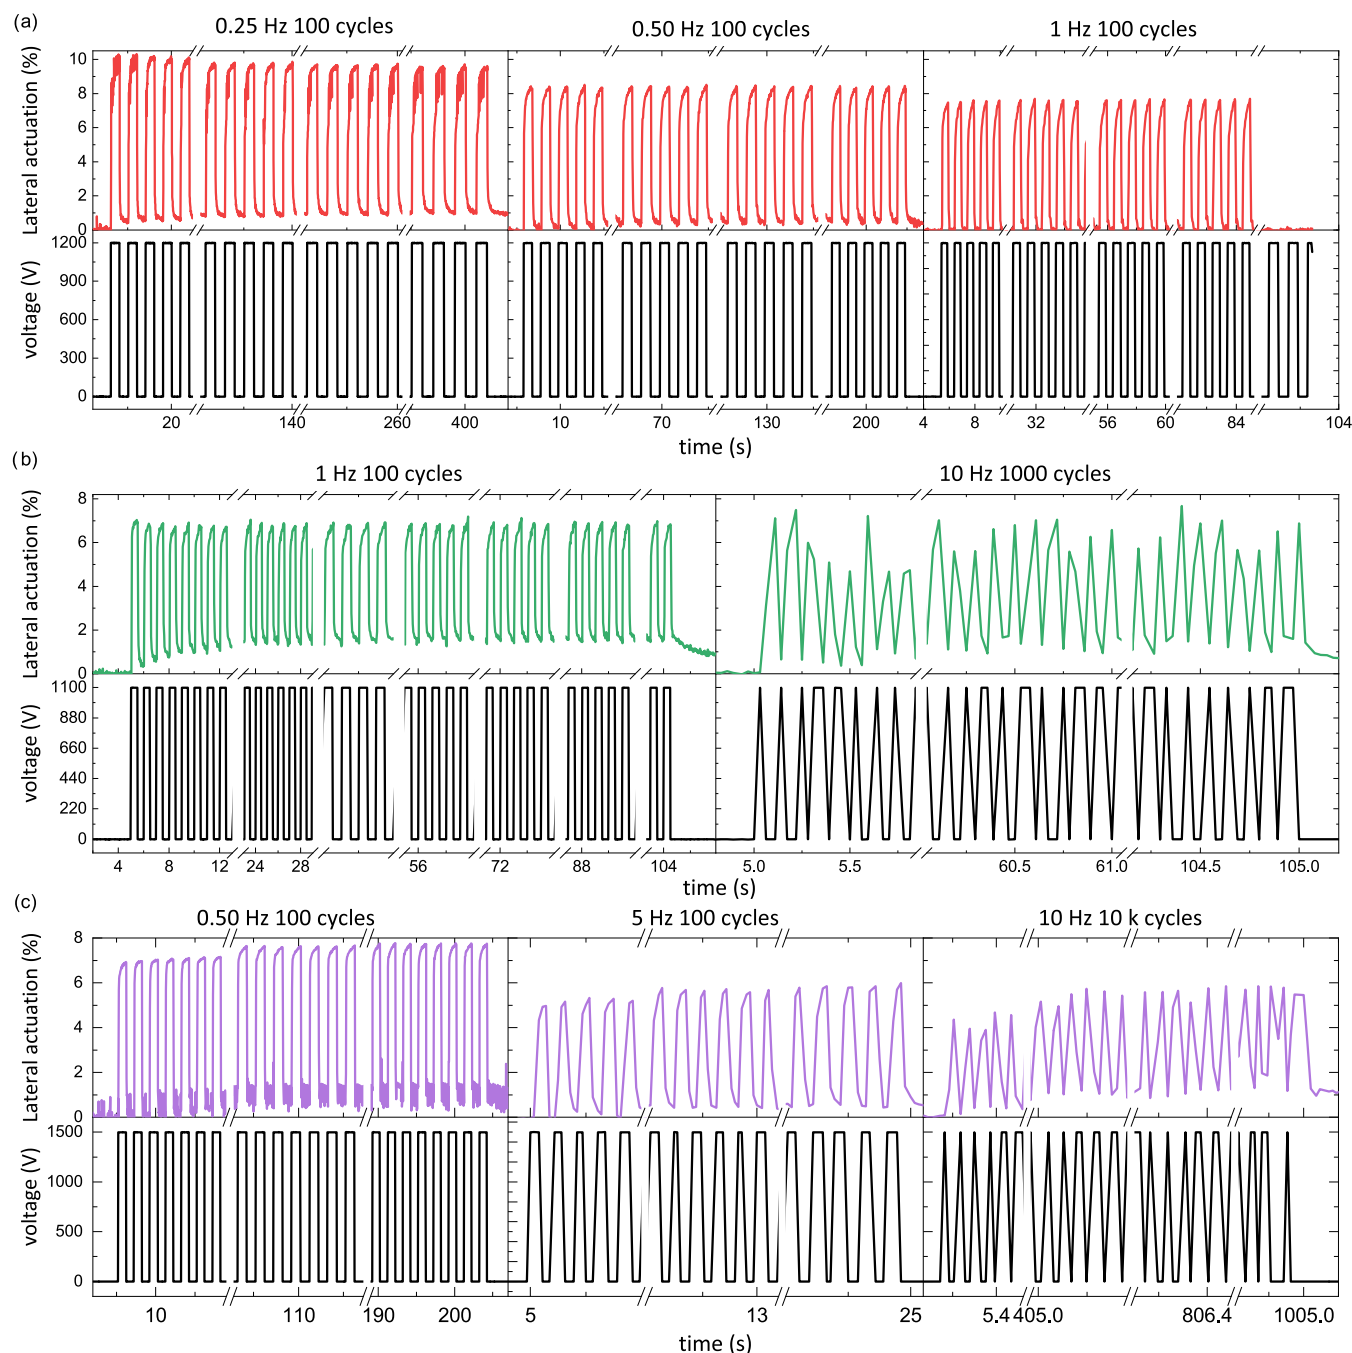 (a)
0.25 Hz 100 cycles 0.50 Hz 100 cycles 1 Hz 100 cycles
Lateral actuation (%)
10
8
6
4
2
0
voltage (V)
1200
900
600
300
0
20 140 260 400 10 70 130 200 8 32 56 60 84 104
time (s)
(b)
1 Hz 100 cycles 10 Hz 1000 cycles
Lateral actuation (%)
8
6
4
2
0
voltage (V)
1100
880
660
440
220
0
4 8 12 24 28 56 72 88 104 5.0 5.5 60.5 61.0 104.5 105.0
time (s)
(c)
0.50 Hz 100 cycles 5 Hz 100 cycles 10 Hz 10 k cycles
Lateral actuation (%)
8
6
4
2
0
voltage (V)
1500
1000
500
0
10 110 190 200 5 13 25 5.4 405.0 806.4 1005.0
time (s)